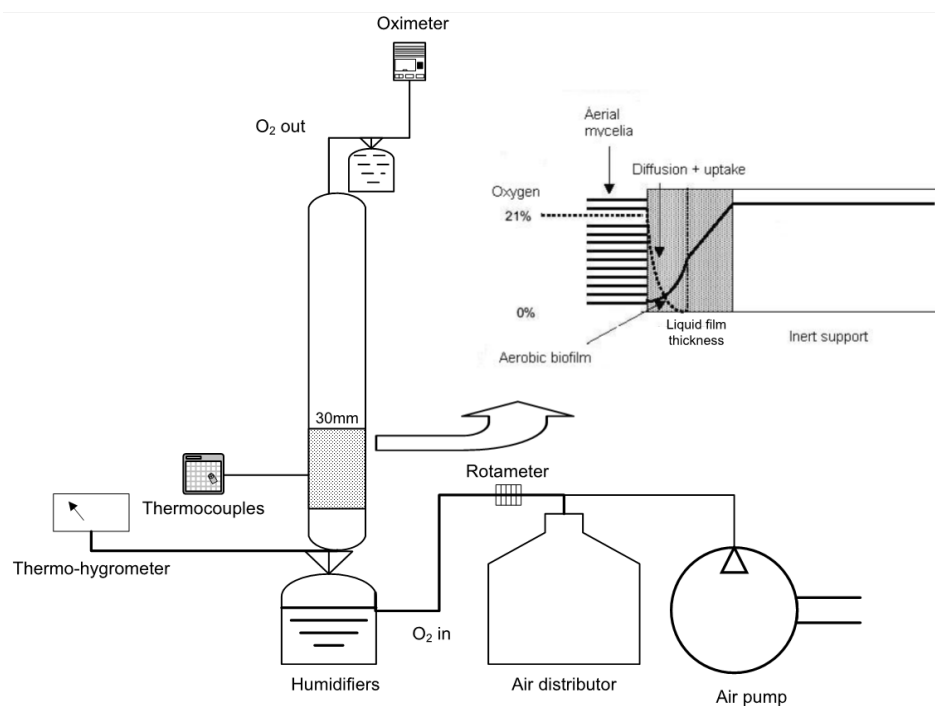 Oximeter
O2 out
Aerial
mycelia
Diffusion + uptake
Oxygen
21%
0%
Liquid film
thickness
Aerobic biofilm
Inert support
30mm
Thermocouples
Rotameter
Thermo-hygrometer
O2 in
Humidifiers
Air distributor
Air pump